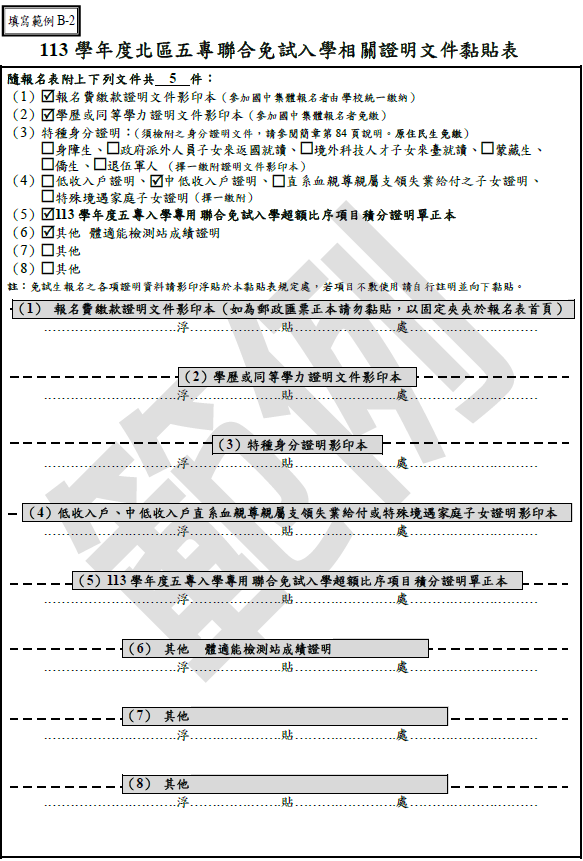 填寫範例 B-2
113 學年度北區五專聯合免試入學相關證明文件黏貼表
隨報名表附上下列文件共 5 件：
（1）☑報名費繳款證明文件影印本（參加國中集體報名者由學校統一繳納）
（2）☑學歷或同等學力證明文件影印本（參加國中集體報名者免繳）
（3）特種身分證明：(須檢附之身分證明文件，請參閱簡章第 84 頁說明。原住民生免繳）
□身障生、□政府派外人員子女來返國就讀、□境外科技人才子女來臺就讀、□蒙藏生、
□僑生、□退伍軍人（擇一繳附證明文件影印本）
（4）□低收入戶證明、☑中低收入戶證明、□直系血親尊親屬支領失業給付之子女證明、
□特殊境遇家庭子女證明（擇一繳附）
（5）☑113 學年度五專入學專用聯合免試入學超額比序項目積分證明單正本
（6）☑其他 體適能檢測站成績證明
（7）□其他
（8）□其他
註：免試生報名之各項證明資料請影印浮貼於本黏貼表規定處，若項目不敷使用請自行註明並向下黏貼。
（1） 報名費繳款證明文件影印本（如為郵政匯票正本請勿黏貼，以固定夾夾於報名表首頁）
浮 貼 處
（2）學歷或同等學力證明文件影印本
浮 貼 處
（3）特種身分證明影印本
浮 貼 處
（4）低收入戶、中低收入戶直系血親尊親屬支領失業給付或特殊境遇家庭子女證明影印本
浮 貼 處
（5）113 學年度五專入學專用聯合免試入學超額比序項目積分證明單正本
浮 貼 處
（6） 其他 體適能檢測站成績證明
浮 貼 處
（7） 其他
浮 貼 處
（8） 其他
浮 貼 處
範例